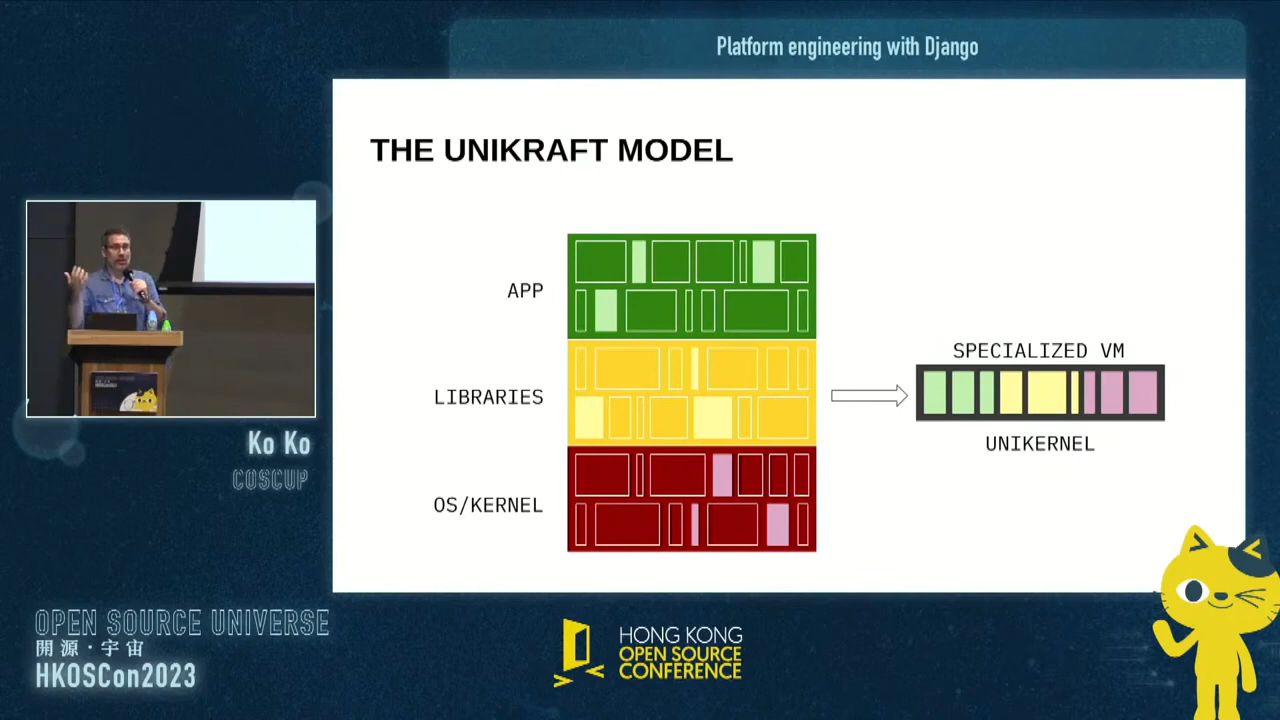 Platform engineering with Django
THE UNIKRAFT MODEL
APP
LIBRARIES
OS/KERNEL
SPECIALIZED VM
UNIKERNEL
Ko Ko
COSCUP
OPEN SOURCE UNIVERSE
開源·宇宙
HKOSCon2023
HONG KONG
OPEN SOURCE
CONFERENCE